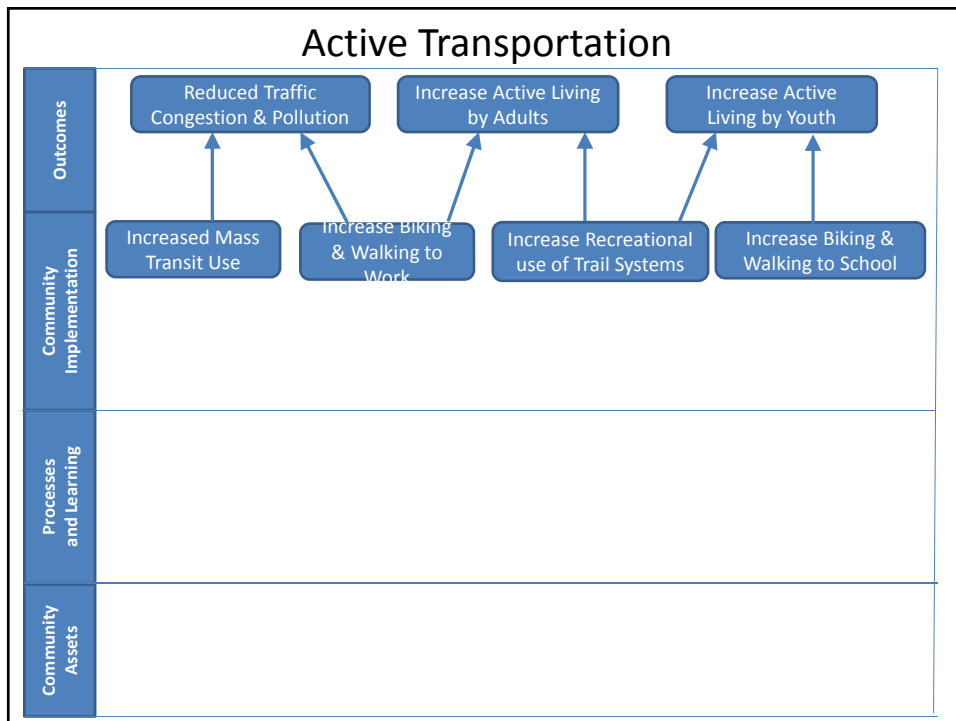 Active Transportation
Outcomes
Reduced Traffic
Congestion & Pollution
Increase Active Living
by Adults
Increase Active
Living by Youth
Community
Implementation
Increased Mass
Transit Use
Increase Biking
& Walking to
Work
Increase Recreational
use of Trail Systems
Increase Biking &
Walking to School
Processes
and Learning
Community
Assets